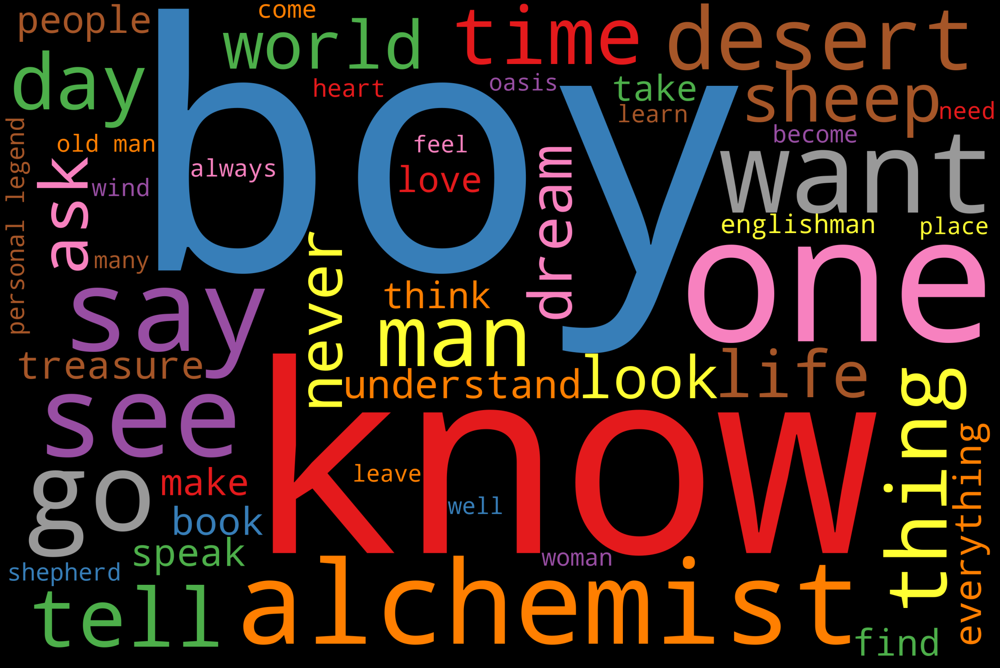 people
come
world
time
desert
day
heart
oasis
take
sheep
need
learn
become
boy
old man
feel
always
love
dream
want
personal legend
ask
wind
englishman
place
many
never
one
say
think
man
treasure
understand
look
life
thing
see
know
everything
go
make
leave
well
book
speak
woman
shepherd
tell
alchemist
find